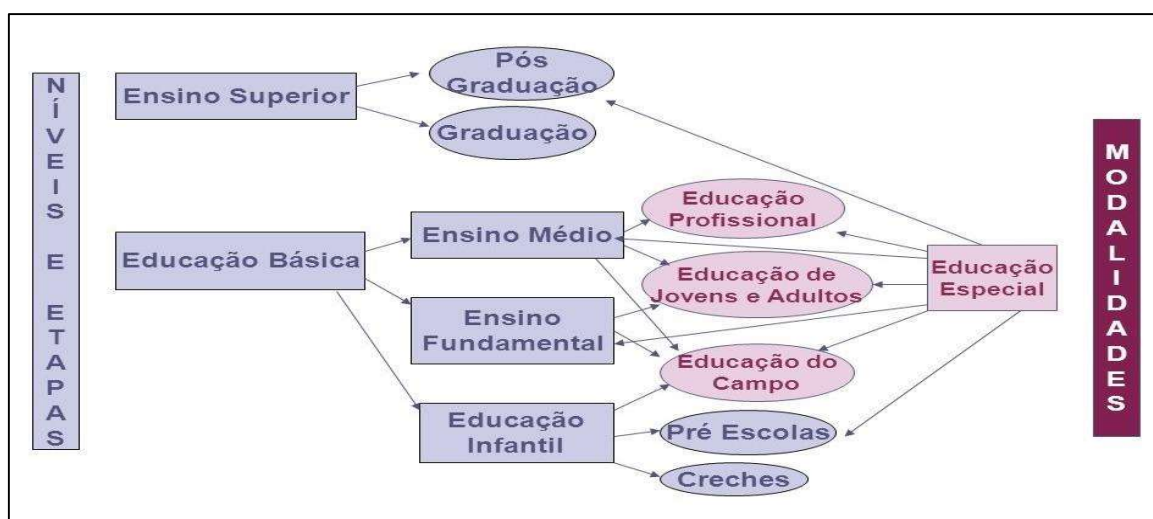 NÍVEIS E ETAPAS
Ensino Superior
Pós
Graduação
Graduação
Educação Básica
Ensino Médio
Ensino
Fundamental
Educação
Infantil
Educação
Profissional
Educação de
Jovens e Adultos
Educação do
Campo
Pré Escolas
Creches
Educação
Especial
MODALIDADES